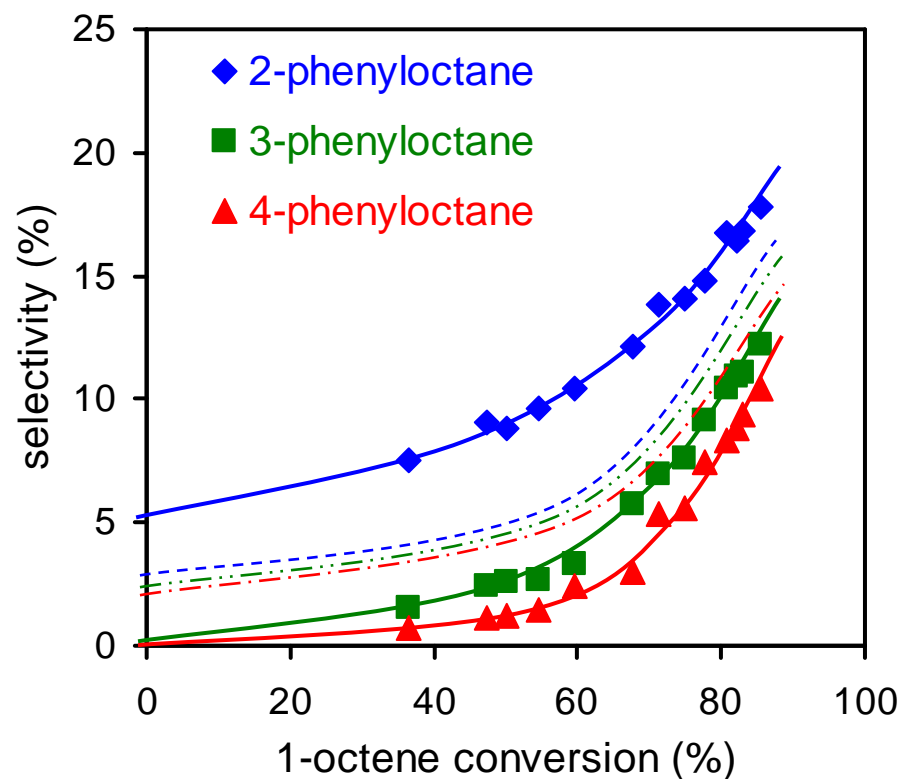 25
20
15
10
5
0
selectivity (%)
2-phenyloctane
3-phenyloctane
4-phenyloctane
0 20 40 60 80 100
1-octene conversion (%)